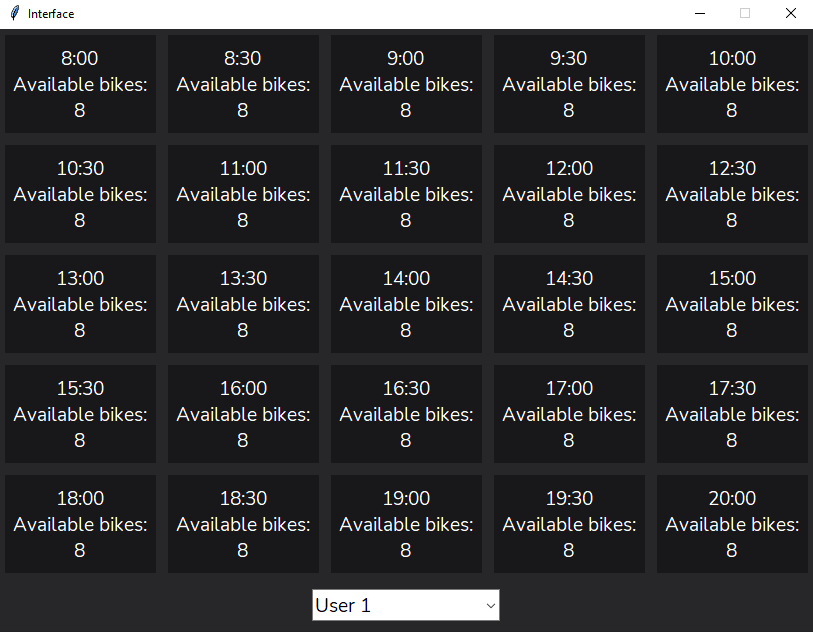 Interface
8:00
Available bikes:
8
8:30
Available bikes:
8
9:00
Available bikes:
8
9:30
Available bikes:
8
10:00
Available bikes:
8
10:30
Available bikes:
8
11:00
Available bikes:
8
11:30
Available bikes:
8
12:00
Available bikes:
8
12:30
Available bikes:
8
13:00
Available bikes:
8
13:30
Available bikes:
8
14:00
Available bikes:
8
14:30
Available bikes:
8
15:00
Available bikes:
8
15:30
Available bikes:
8
16:00
Available bikes:
8
16:30
Available bikes:
8
17:00
Available bikes:
8
17:30
Available bikes:
8
18:00
Available bikes:
8
18:30
Available bikes:
8
19:00
Available bikes:
8
19:30
Available bikes:
8
20:00
Available bikes:
8
User 1